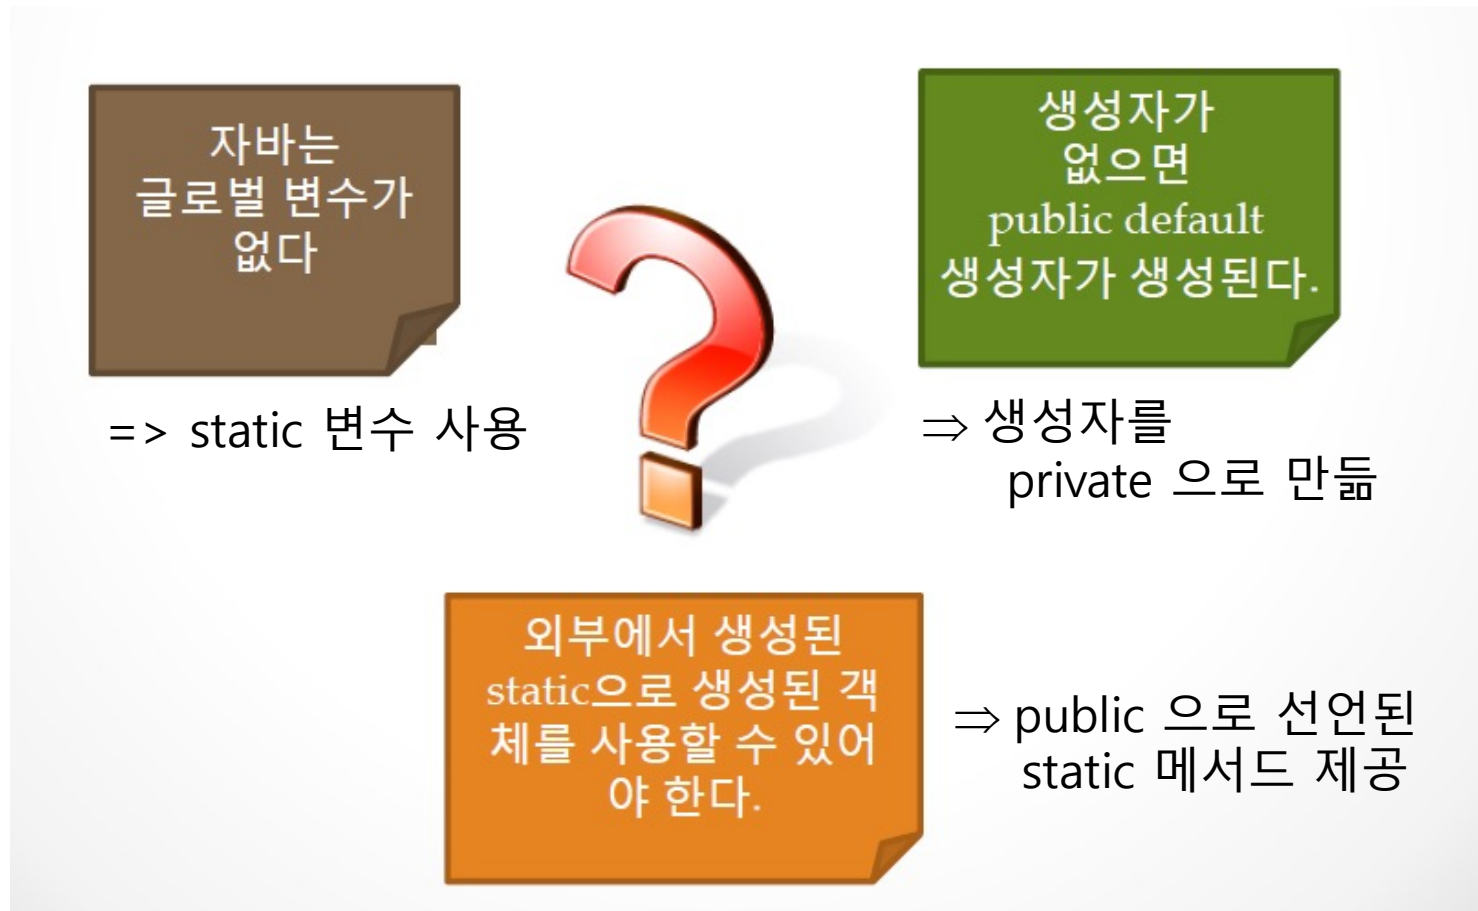 자바는
글로벌 변수가
없다
=> static 변수 사용
생성자가
없으면
public default
생성자가 생성된다.
⇒ 생성자를
private 으로 만듦
외부에서 생성된
static으로 생성된 객
체를 사용할 수 있어
야 한다.
⇒ public 으로 선언된
static 메서드 제공